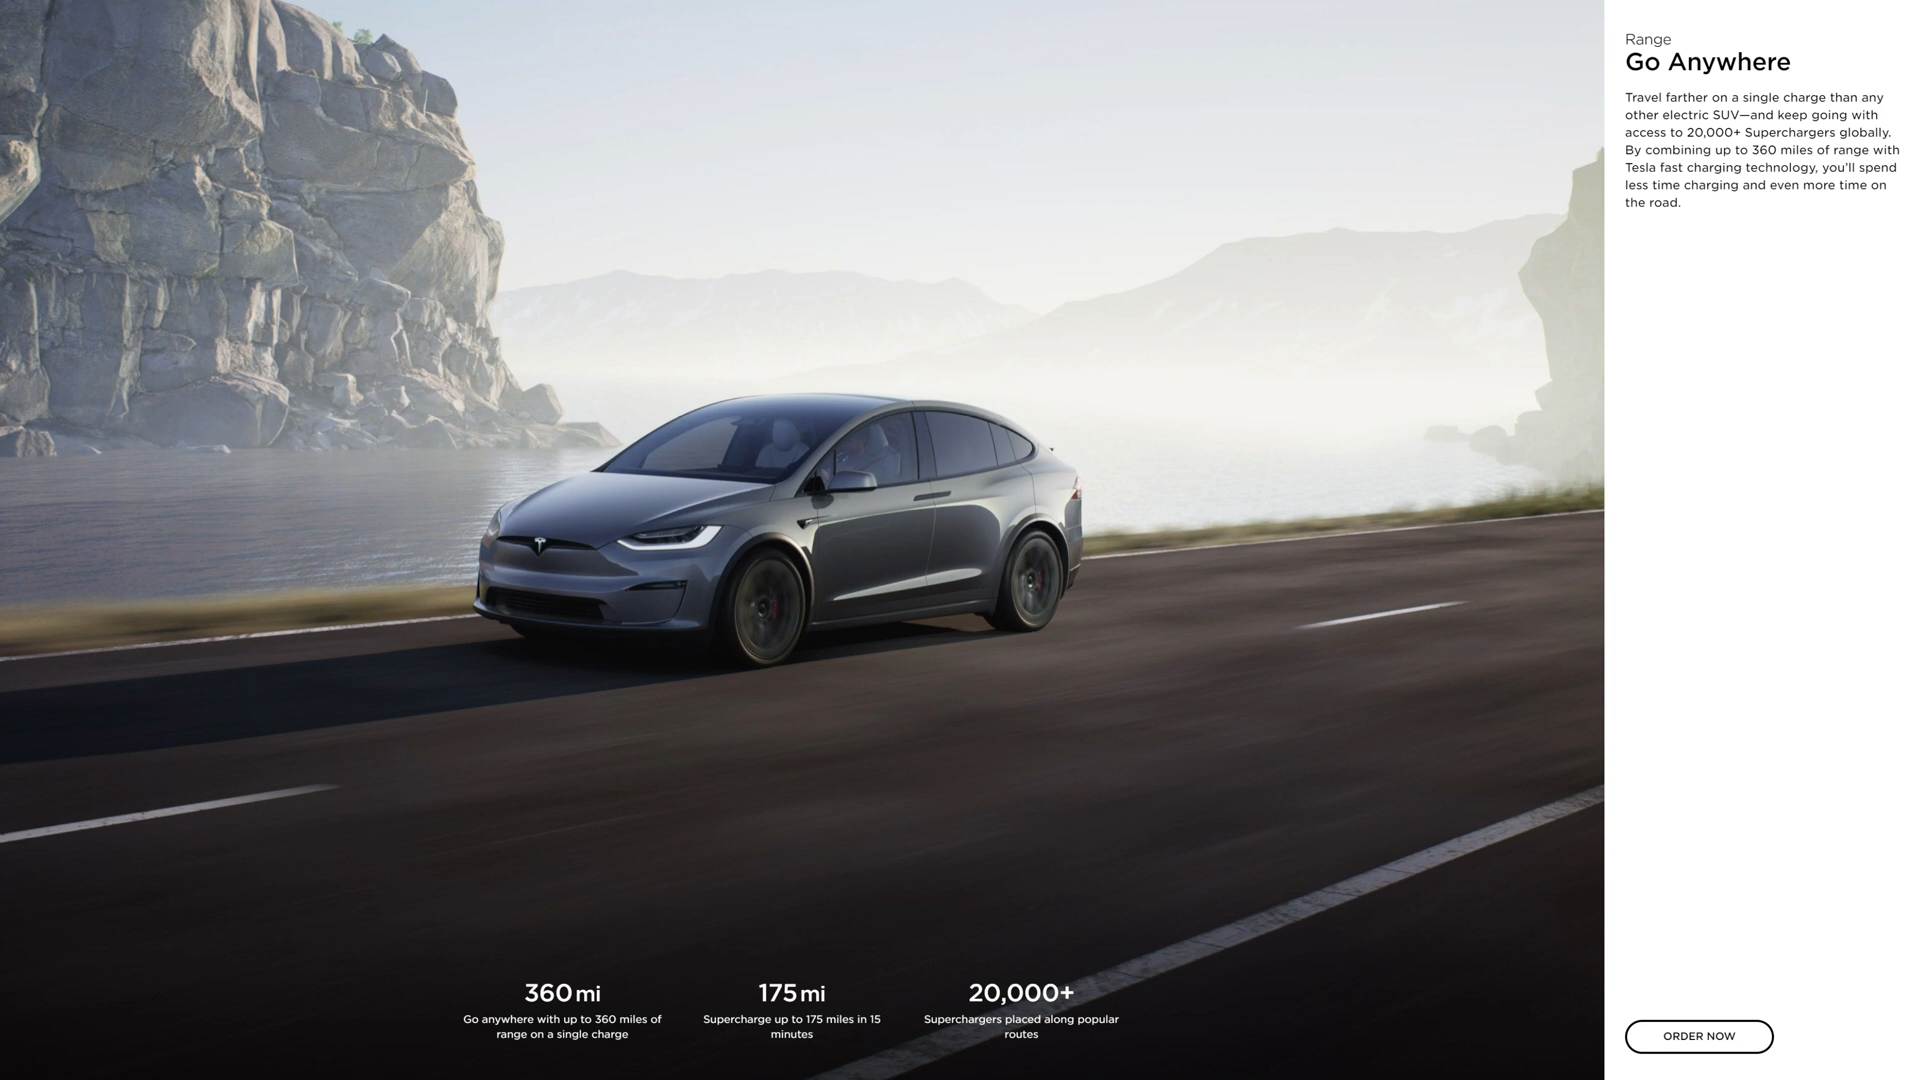 Range
Go Anywhere
Travel farther on a single charge than any
other electric SUV—and keep going with
access to 20,000+ Superchargers globally.
By combining up to 360 miles of range with
Tesla fast charging technology, you'll spend
less time charging and even more time on
the road.
360 mi
Go anywhere with up to 360 miles of
range on a single charge
175 mi
Supercharge up to 175 miles in 15
minutes
20,000+
Superchargers placed along popular
routes
ORDER NOW